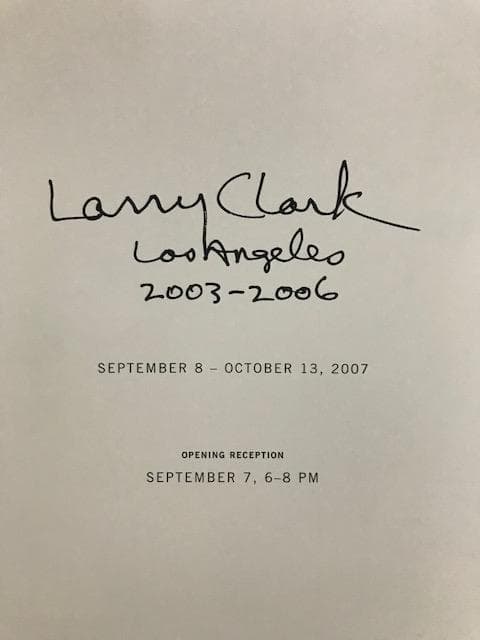 Larry Clark
Los Angeles
2003-2006
SEPTEMBER 8 – OCTOBER 13, 2007
OPENING RECEPTION
SEPTEMBER 7, 6–8 PM